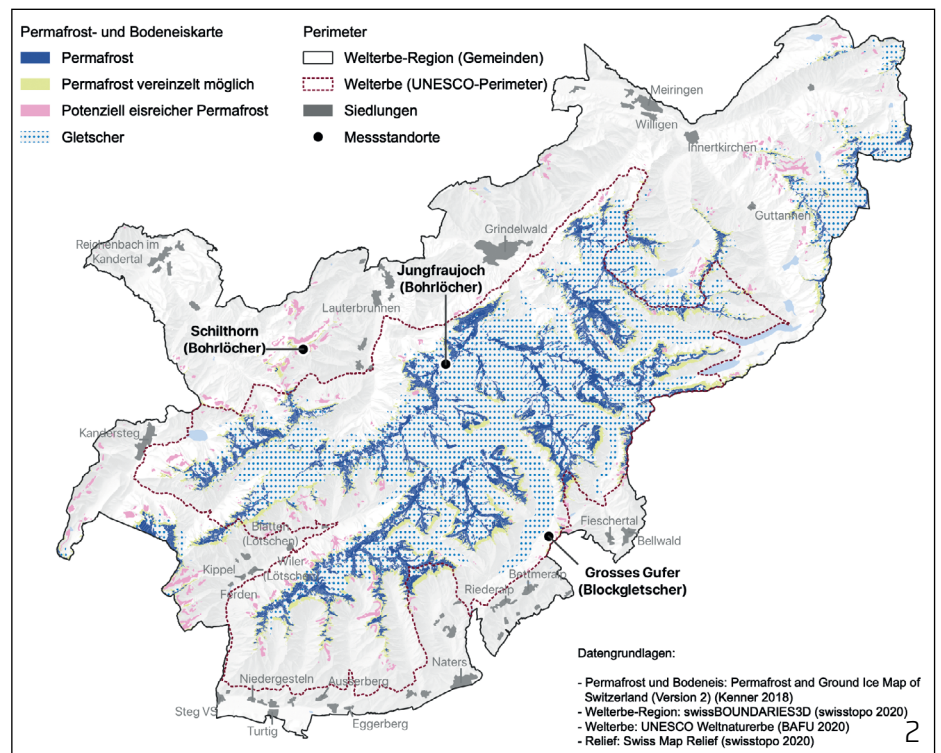 Permafrost- und Bodeneiskarte
Permafrost
Permafrost vereinzelt möglich
Potenziell eisreicher Permafrost
Gletscher
Perimeter
Welterbe-Region (Gemeinden)
Welterbe (UNESCO-Perimeter)
Siedlungen
Messstandorte
Meiringen
Willigen
Innertkirchen
Guttannen
Grindelwald
Reichenbach im
Kandertal
Jungfraujoch
(Bohrlöcher)
Lauterbrunnen
Schilthorn
(Bohrlöcher)
Kandersteg
Blatten
(Lötschen)
Wiler
(Lötschen)
Kippel
Ferden
Fieschertal
Bellwald
Grosses Gufer
(Blockgletscher)
Bettmeralp
Riederalp
Naters
Niedergesteln
Ausserberg
Steg VS
Turtig
Eggerberg
Datengrundlagen:
- Permafrost und Bodeneis: Permafrost and Ground Ice Map of
Switzerland (Version 2) (Kenner 2018)
- Welterbe-Region: swissBOUNDARIES3D (swisstopo 2020)
- Welterbe: UNESCO Weltnaturerbe (BAFU 2020)
- Relief: Swiss Map Relief (swisstopo 2020)
2